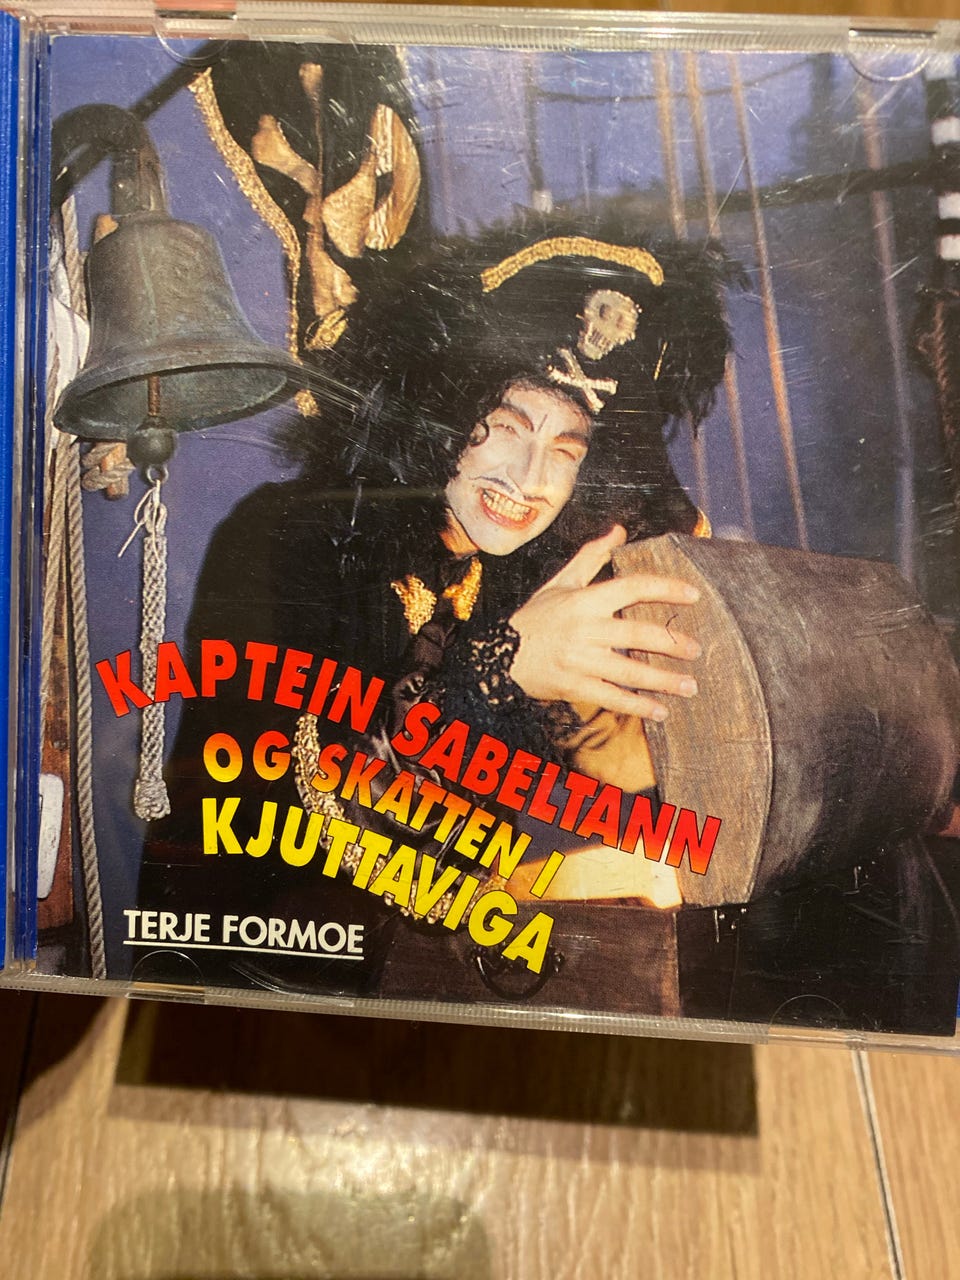 KAPTEIN SABELTANN
OG SKATTEN I
KJUTTAVIGA
TERJE FORMOE